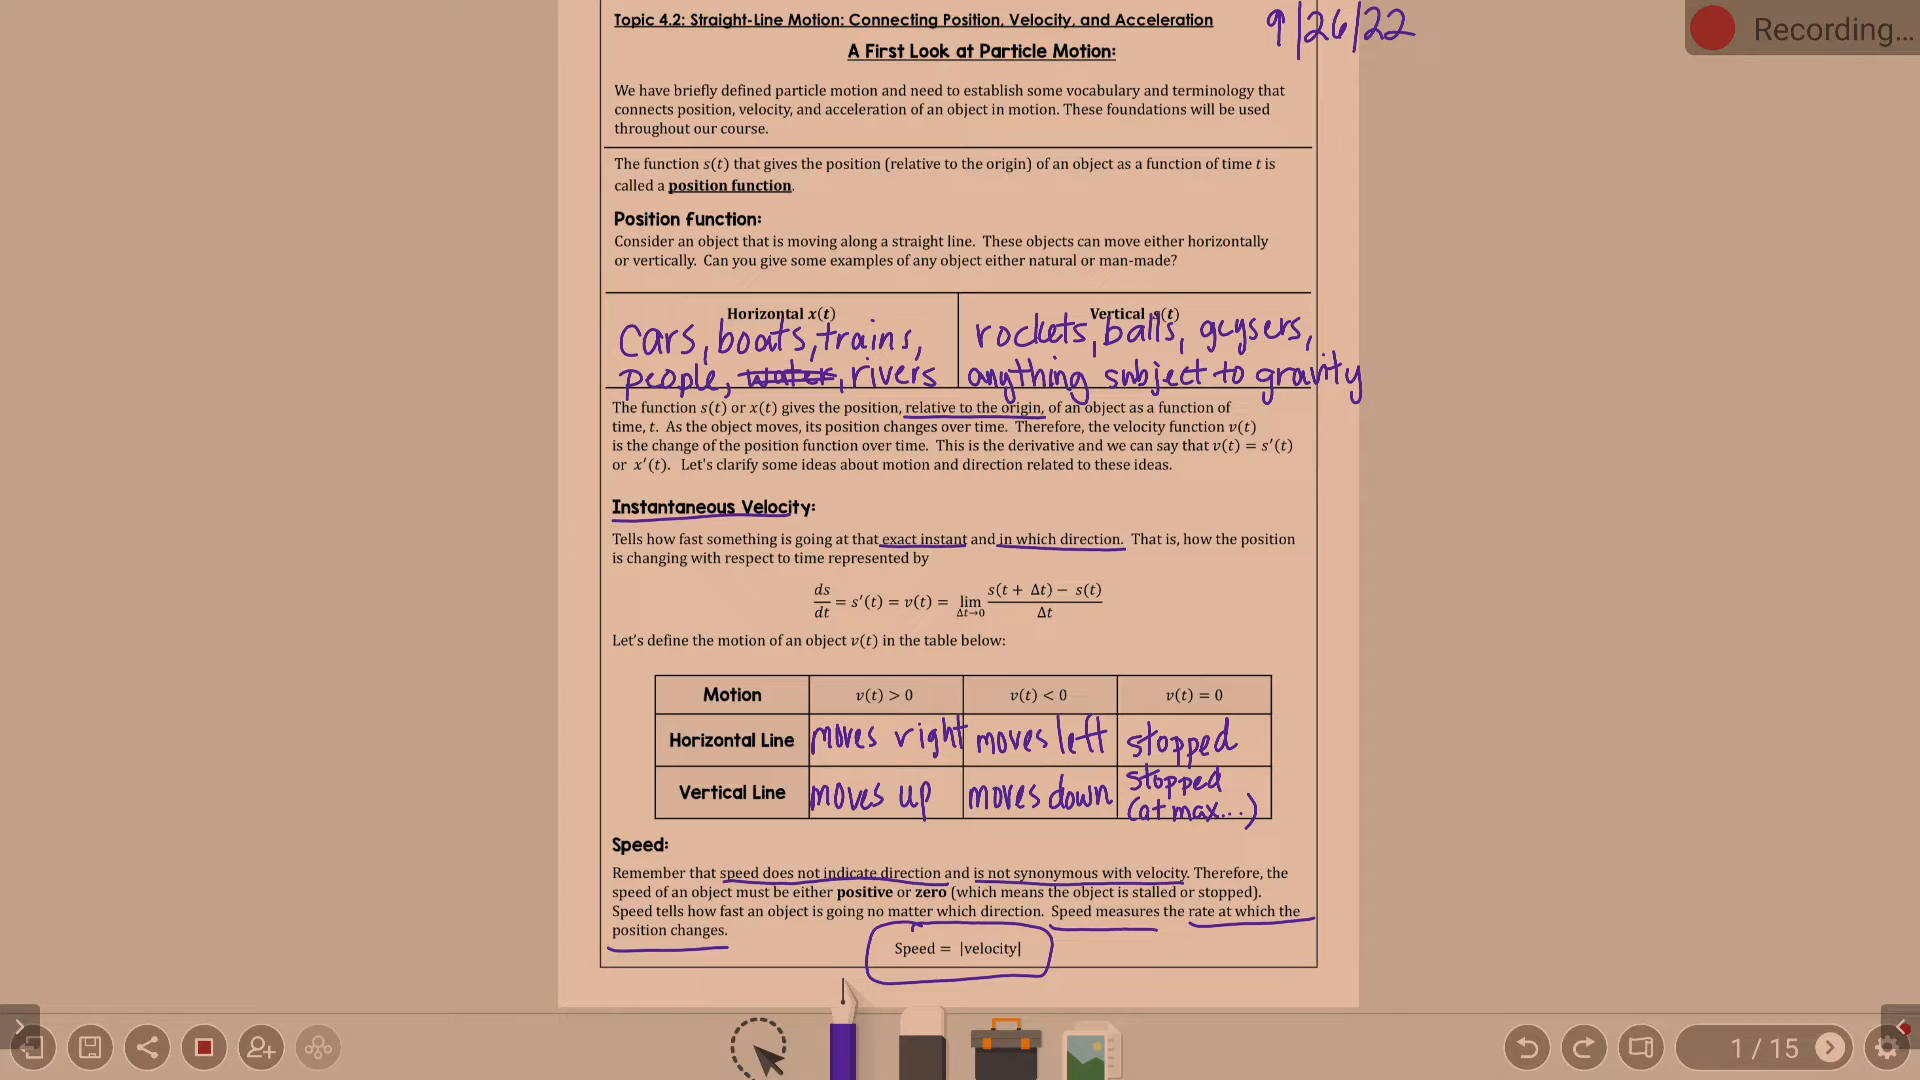 Topic 4.2: Straight-Line Motion: Connecting Position, Velocity, and Acceleration
9/26/22
Recording...
A First Look at Particle Motion:
We have briefly defined particle motion and need to establish some vocabulary and terminology that
connects position, velocity, and acceleration of an object in motion. These foundations will be used
throughout our course.
The function s(t) that gives the position (relative to the origin) of an object as a function of time t is
called a position function.
Position function:
Consider an object that is moving along a straight line. These objects can move either horizontally
or vertically. Can you give some examples of any object either natural or man-made?
Horizontal x(t)
cars, boats, trains,
people, water, rivers
Vertical s(t)
rockets, balls, geysers,
anything subject to gravity
The function s(t) or x(t) gives the position, relative to the origin, of an object as a function of
time, t. As the object moves, its position changes over time. Therefore, the velocity function v(t)
is the change of the position function over time. This is the derivative and we can say that v(t) = s′(t)
or x′(t). Let's clarify some ideas about motion and direction related to these ideas.
Instantaneous Velocity:
Tells how fast something is going at that exact instant and in which direction. That is, how the position
is changing with respect to time represented by
ds/dt = s′(t) = v(t) = lim Δt→0 (s(t + Δt) − s(t))/Δt
Let's define the motion of an object v(t) in the table below:
Motion v(t) > 0 v(t) < 0 v(t) = 0
Horizontal Line moves right moves left stopped
Vertical Line moves up moves down stopped
(at max...)
Speed:
Remember that speed does not indicate direction and is not synonymous with velocity. Therefore, the
speed of an object must be either positive or zero (which means the object is stalled or stopped).
Speed tells how fast an object is going no matter which direction. Speed measures the rate at which the
position changes.
Speed = |velocity|
1 / 15